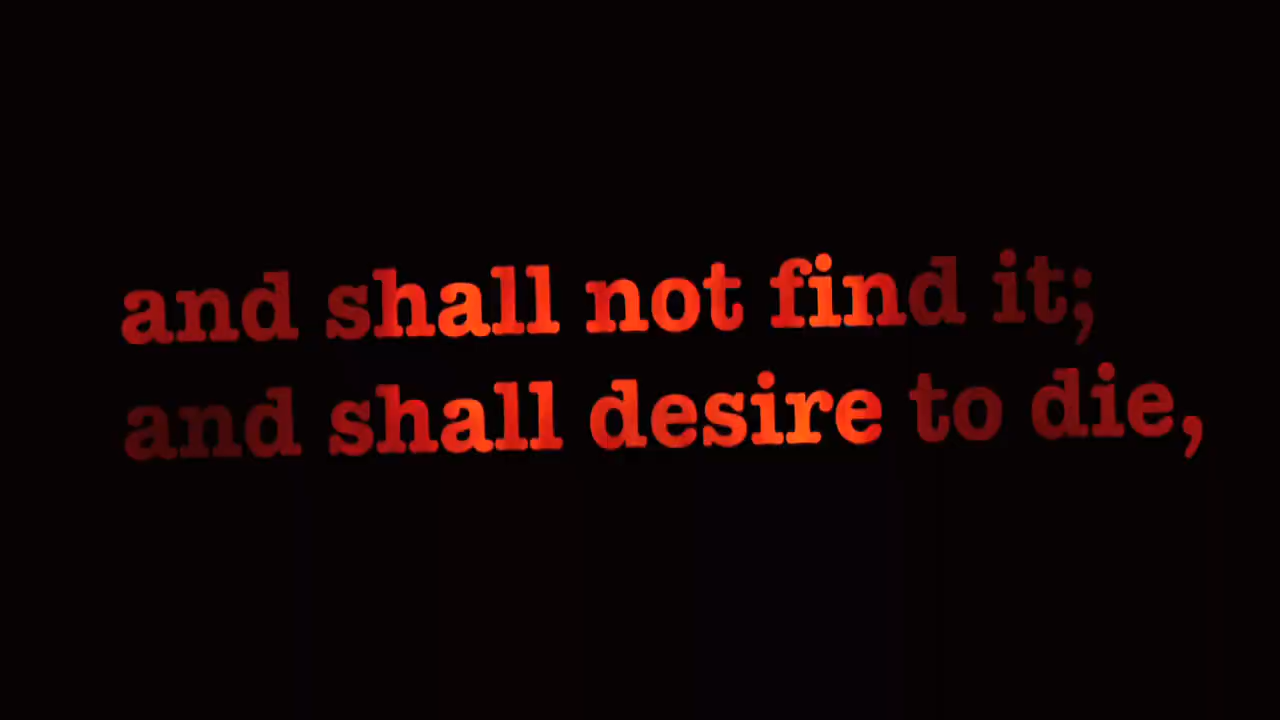 and shall not find it;
and shall desire to die,